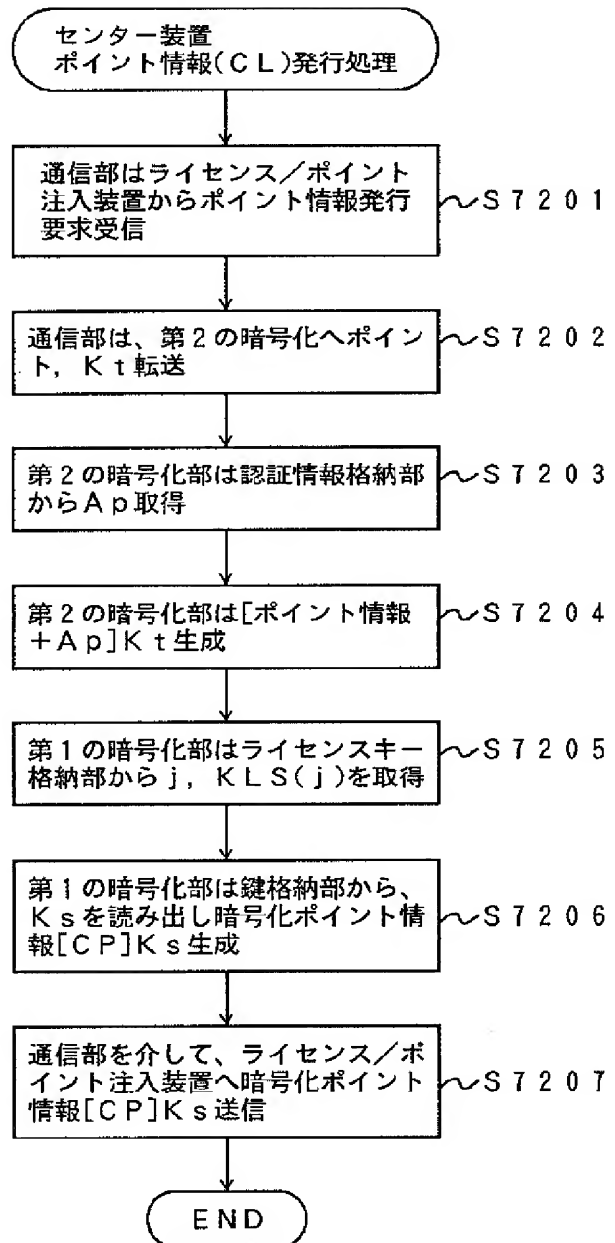 センター装置
ポイント情報(CL)発行処理
通信部はライセンス／ポイント
注入装置からポイント情報発行
要求受信
S7201
通信部は、第2の暗号化へポイン
ト，Kt転送
S7202
第2の暗号化部は認証情報格納部
からAp取得
S7203
第2の暗号化部は[ポイント情報
＋Ap]Kt生成
S7204
第1の暗号化部はライセンスキー
格納部からj，KLS(j)を取得
S7205
第1の暗号化部は鍵格納部から、
Ksを読み出し暗号化ポイント情
報[CP]Ks生成
S7206
通信部を介して、ライセンス／ポ
イント注入装置へ暗号化ポイント
情報[CP]Ks送信
S7207
END